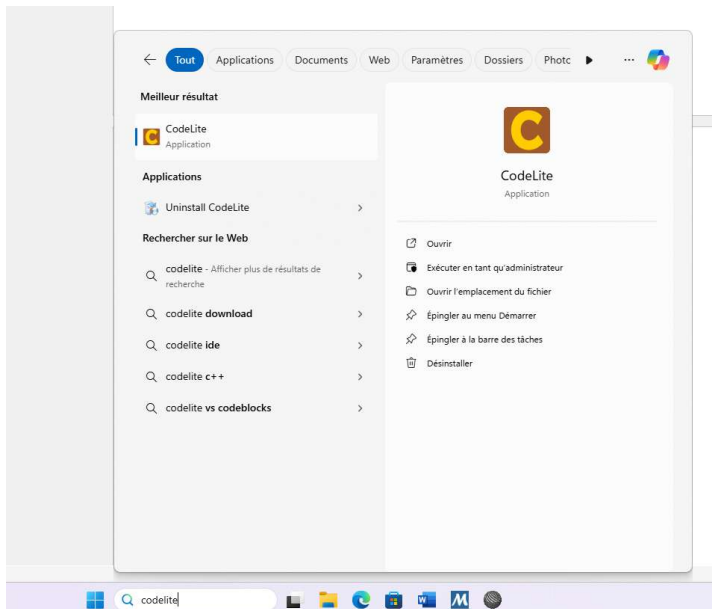 Tout Applications Documents Web Paramètres Dossiers Photc ...
Meilleur résultat
CodeLite
Application
Applications
Uninstall CodeLite
Rechercher sur le Web
codelite - Afficher plus de résultats de
recherche
codelite download
codelite ide
codelite c++
codelite vs codeblocks
C
CodeLite
Application
Ouvrir
Exécuter en tant qu'administrateur
Ouvrir l'emplacement du fichier
Épingler au menu Démarrer
Épingler à la barre des tâches
Désinstaller
codelite